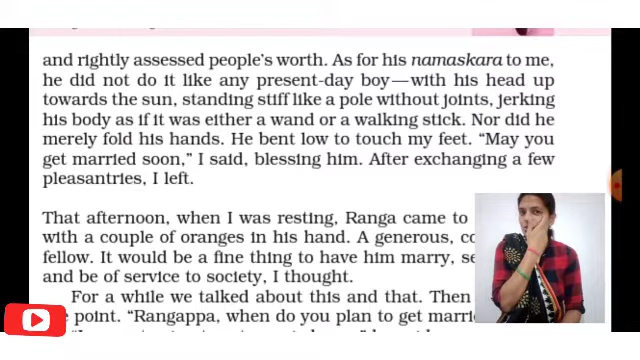 and rightly assessed people's worth. As for his namaskara to me,
he did not do it like any present-day boy—with his head up
towards the sun, standing stiff like a pole without joints, jerking
his body as if it was either a wand or a walking stick. Nor did he
merely fold his hands. He bent low to touch my feet. “May you
get married soon,” I said, blessing him. After exchanging a few
pleasantries, I left.
That afternoon, when I was resting, Ranga came to
with a couple of oranges in his hand. A generous,
fellow. It would be a fine thing to have him marry,
and be of service to society, I thought.
For a while we talked about this and that. Then
point. “Rangappa, when do you plan to get